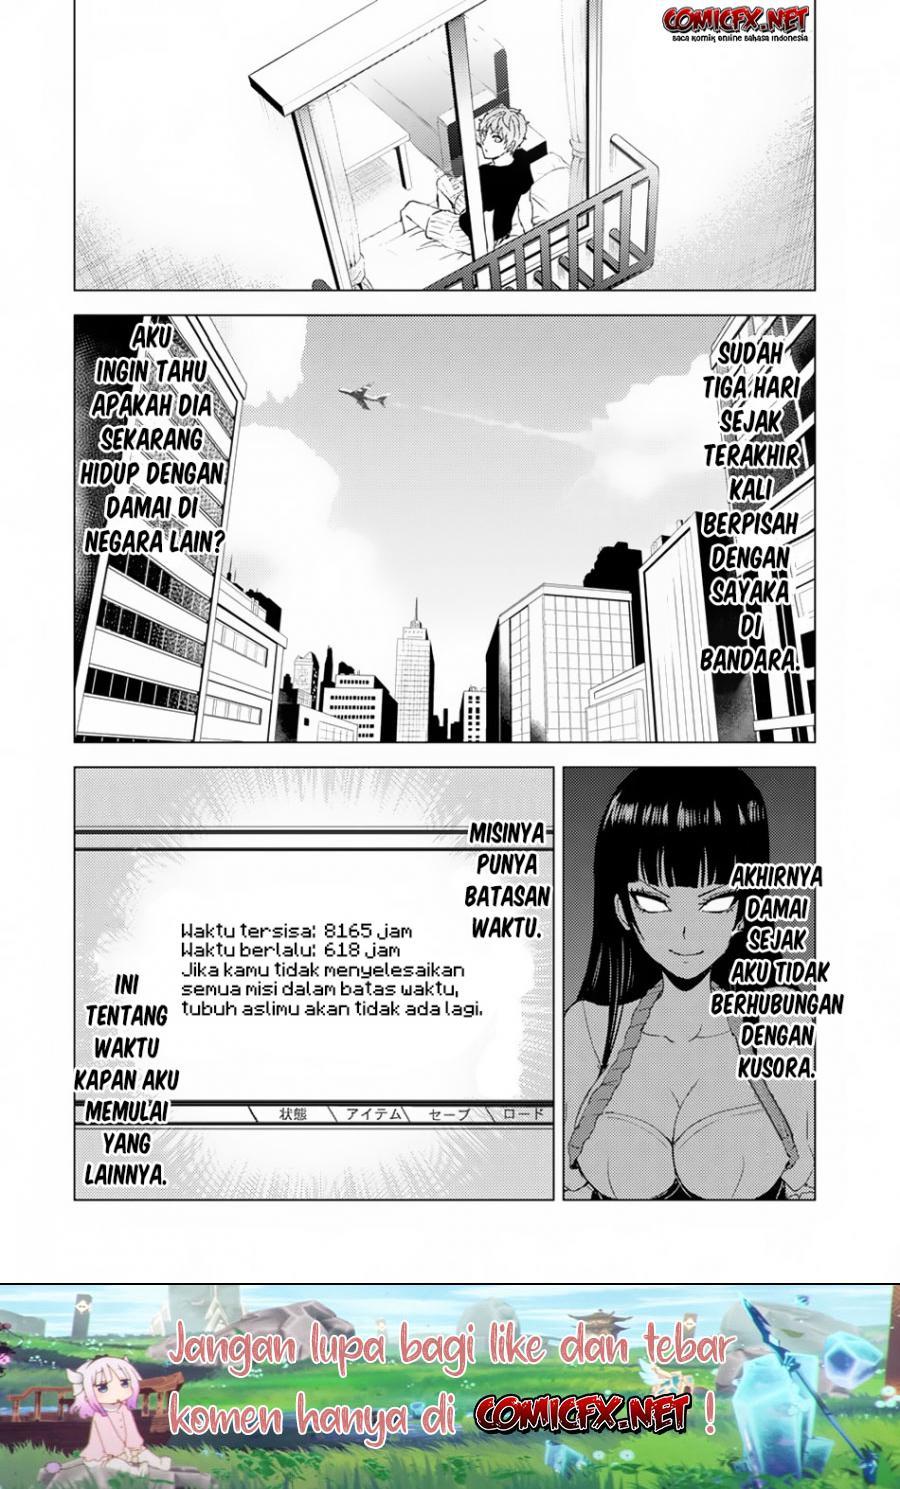 COMICFX.NET
baca komik online bahasa indonesia
SUDAH
TIGA HARI
SEJAK
TERAKHIR
KALI
BERPISAH
DENGAN
SAYAKA
DI
BANDARA.
AKU
INGIN TAHU
APAKAH DIA
SEKARANG
HIDUP DENGAN
DAMAI DI
NEGARA LAIN?
AKHIRNYA
DAMAI
SEJAK
AKU TIDAK
BERHUBUNGAN
DENGAN
KUSORA.
MISINYA
PUNYA
BATASAN
WAKTU.
Waktu tersisa: 8165 jam
Waktu berlalu: 618 jam
Jika kamu tidak menyelesaikan
semua misi dalam batas waktu,
tubuh aslimu akan tidak ada lagi.
INI
TENTANG
WAKTU
KAPAN AKU
MEMULAI
YANG
LAINNYA.
状態 アイテム セーブ ロード
Jangan lupa bagi like dan tebar
komen hanya di COMICFX.NET !